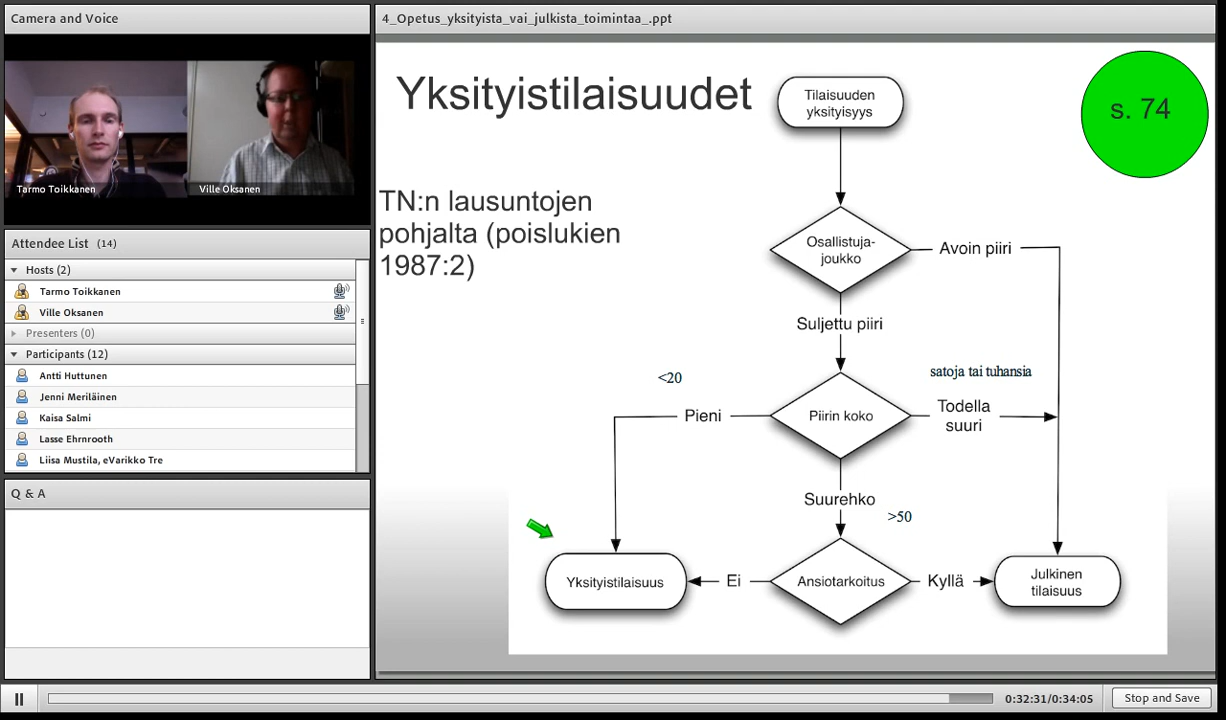 Camera and Voice
Tarmo Toikkanen
Ville Oksanen
Attendee List (14)
Hosts (2)
Tarmo Toikkanen
Ville Oksanen
Presenters (0)
Participants (12)
Antti Huttunen
Jenni Meriläinen
Kaisa Salmi
Lasse Ehrnrooth
Liisa Mustila, eVarikko Tre
Q & A
4_Opetus_yksityista_vai_julkista_toimintaa_.ppt
Yksityistilaisuudet
s. 74
TN:n lausuntojen
pohjalta (poislukien
1987:2)
Tilaisuuden
yksityisyys
Osallistuja-
joukko
Avoin piiri
Suljettu piiri
<20
satoja tai tuhansia
Pieni
Piirin koko
Todella
suuri
Suurehko
>50
Yksityistilaisuus
Ei
Ansiotarkoitus
Kyllä
Julkinen
tilaisuus
0:32:31/0:34:05
Stop and Save